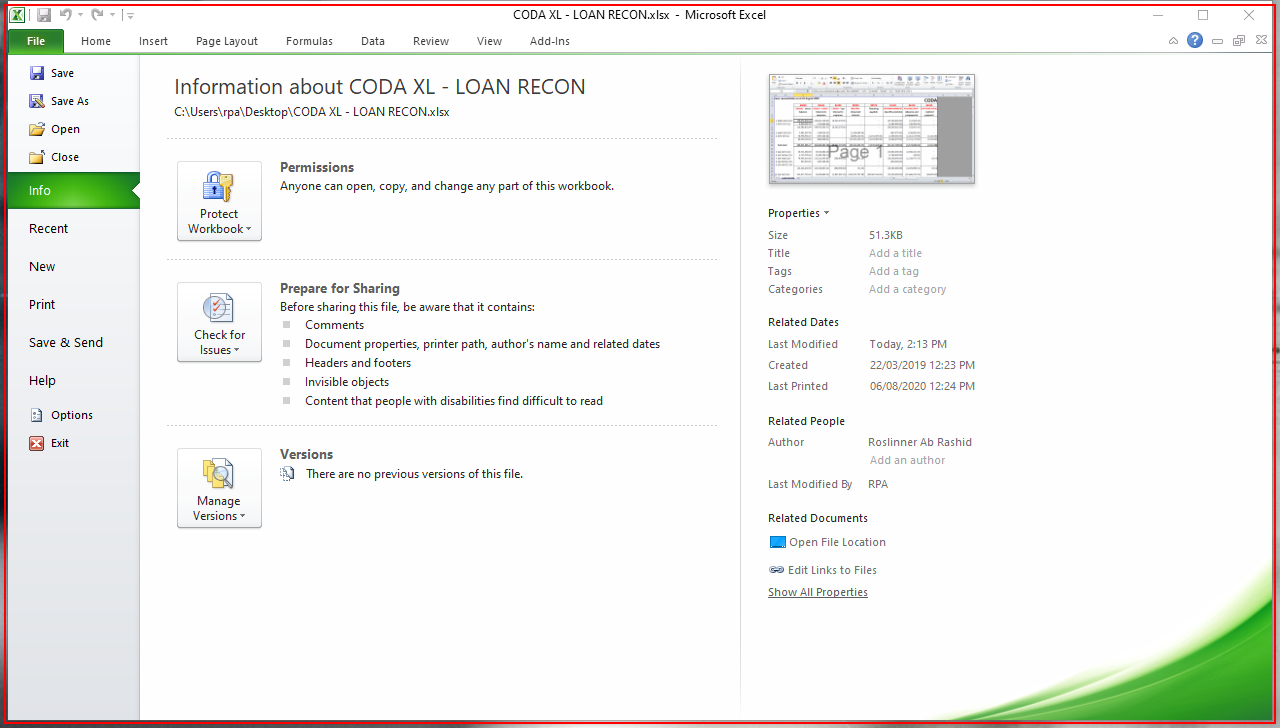 CODA XL - LOAN RECON.xlsx - Microsoft Excel
File Home Insert Page Layout Formulas Data Review View Add-Ins
Save
Save As
Open
Close
Info
Recent
New
Print
Save & Send
Help
Options
Exit
Information about CODA XL - LOAN RECON
C:\Users\rpa\Desktop\CODA XL - LOAN RECON.xlsx
Protect
Workbook
Permissions
Anyone can open, copy, and change any part of this workbook.
Check for
Issues
Prepare for Sharing
Before sharing this file, be aware that it contains:
Comments
Document properties, printer path, author's name and related dates
Headers and footers
Invisible objects
Content that people with disabilities find difficult to read
Manage
Versions
Versions
There are no previous versions of this file.
CODA
Page 1
Properties
Size 51.3KB
Title Add a title
Tags Add a tag
Categories Add a category
Related Dates
Last Modified Today, 2:13 PM
Created 22/03/2019 12:23 PM
Last Printed 06/08/2020 12:24 PM
Related People
Author Roslinner Ab Rashid
Add an author
Last Modified By RPA
Related Documents
Open File Location
Edit Links to Files
Show All Properties